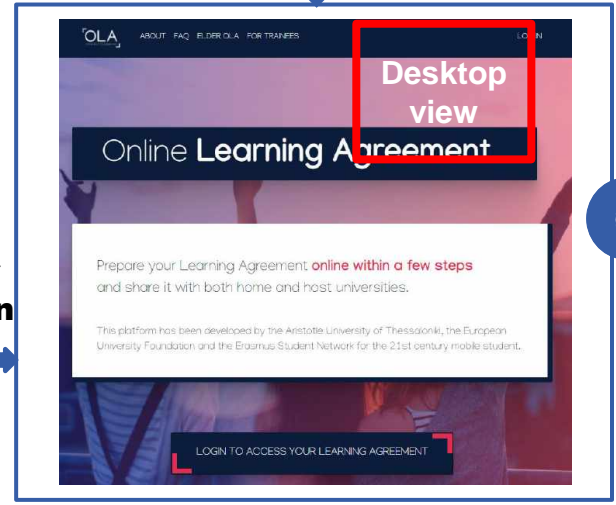 OLA
ABOUT FAQ ELDER OLA FOR TRAINEES
LOGIN
Desktop
view
Online Learning Agreement
Prepare your Learning Agreement online within a few steps
and share it with both home and host universities.
This platform has been developed by the Aristotle University of Thessaloniki, the European
University Foundation and the Erasmus Student Network for the 21st century mobile student.
LOGIN TO ACCESS YOUR LEARNING AGREEMENT